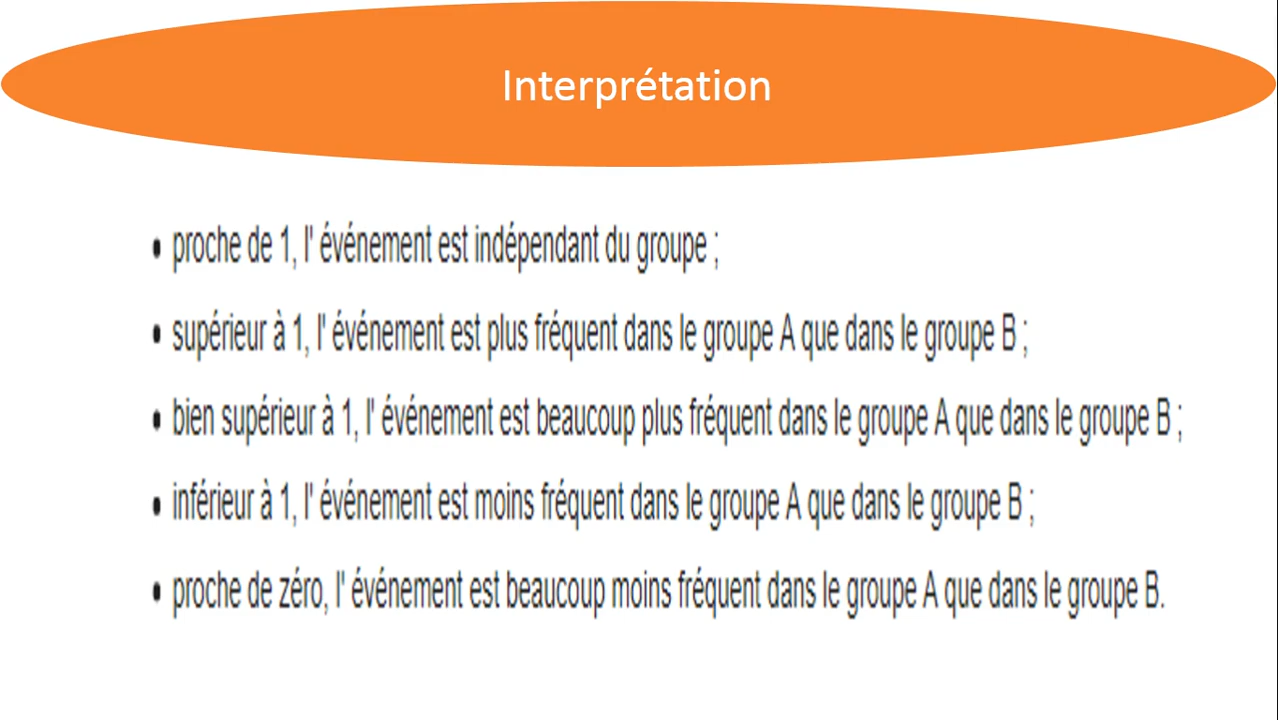 Interprétation
• proche de 1, l' événement est indépendant du groupe ;
• supérieur à 1, l' événement est plus fréquent dans le groupe A que dans le groupe B ;
• bien supérieur à 1, l' événement est beaucoup plus fréquent dans le groupe A que dans le groupe B ;
• inférieur à 1, l' événement est moins fréquent dans le groupe A que dans le groupe B ;
• proche de zéro, l' événement est beaucoup moins fréquent dans le groupe A que dans le groupe B.